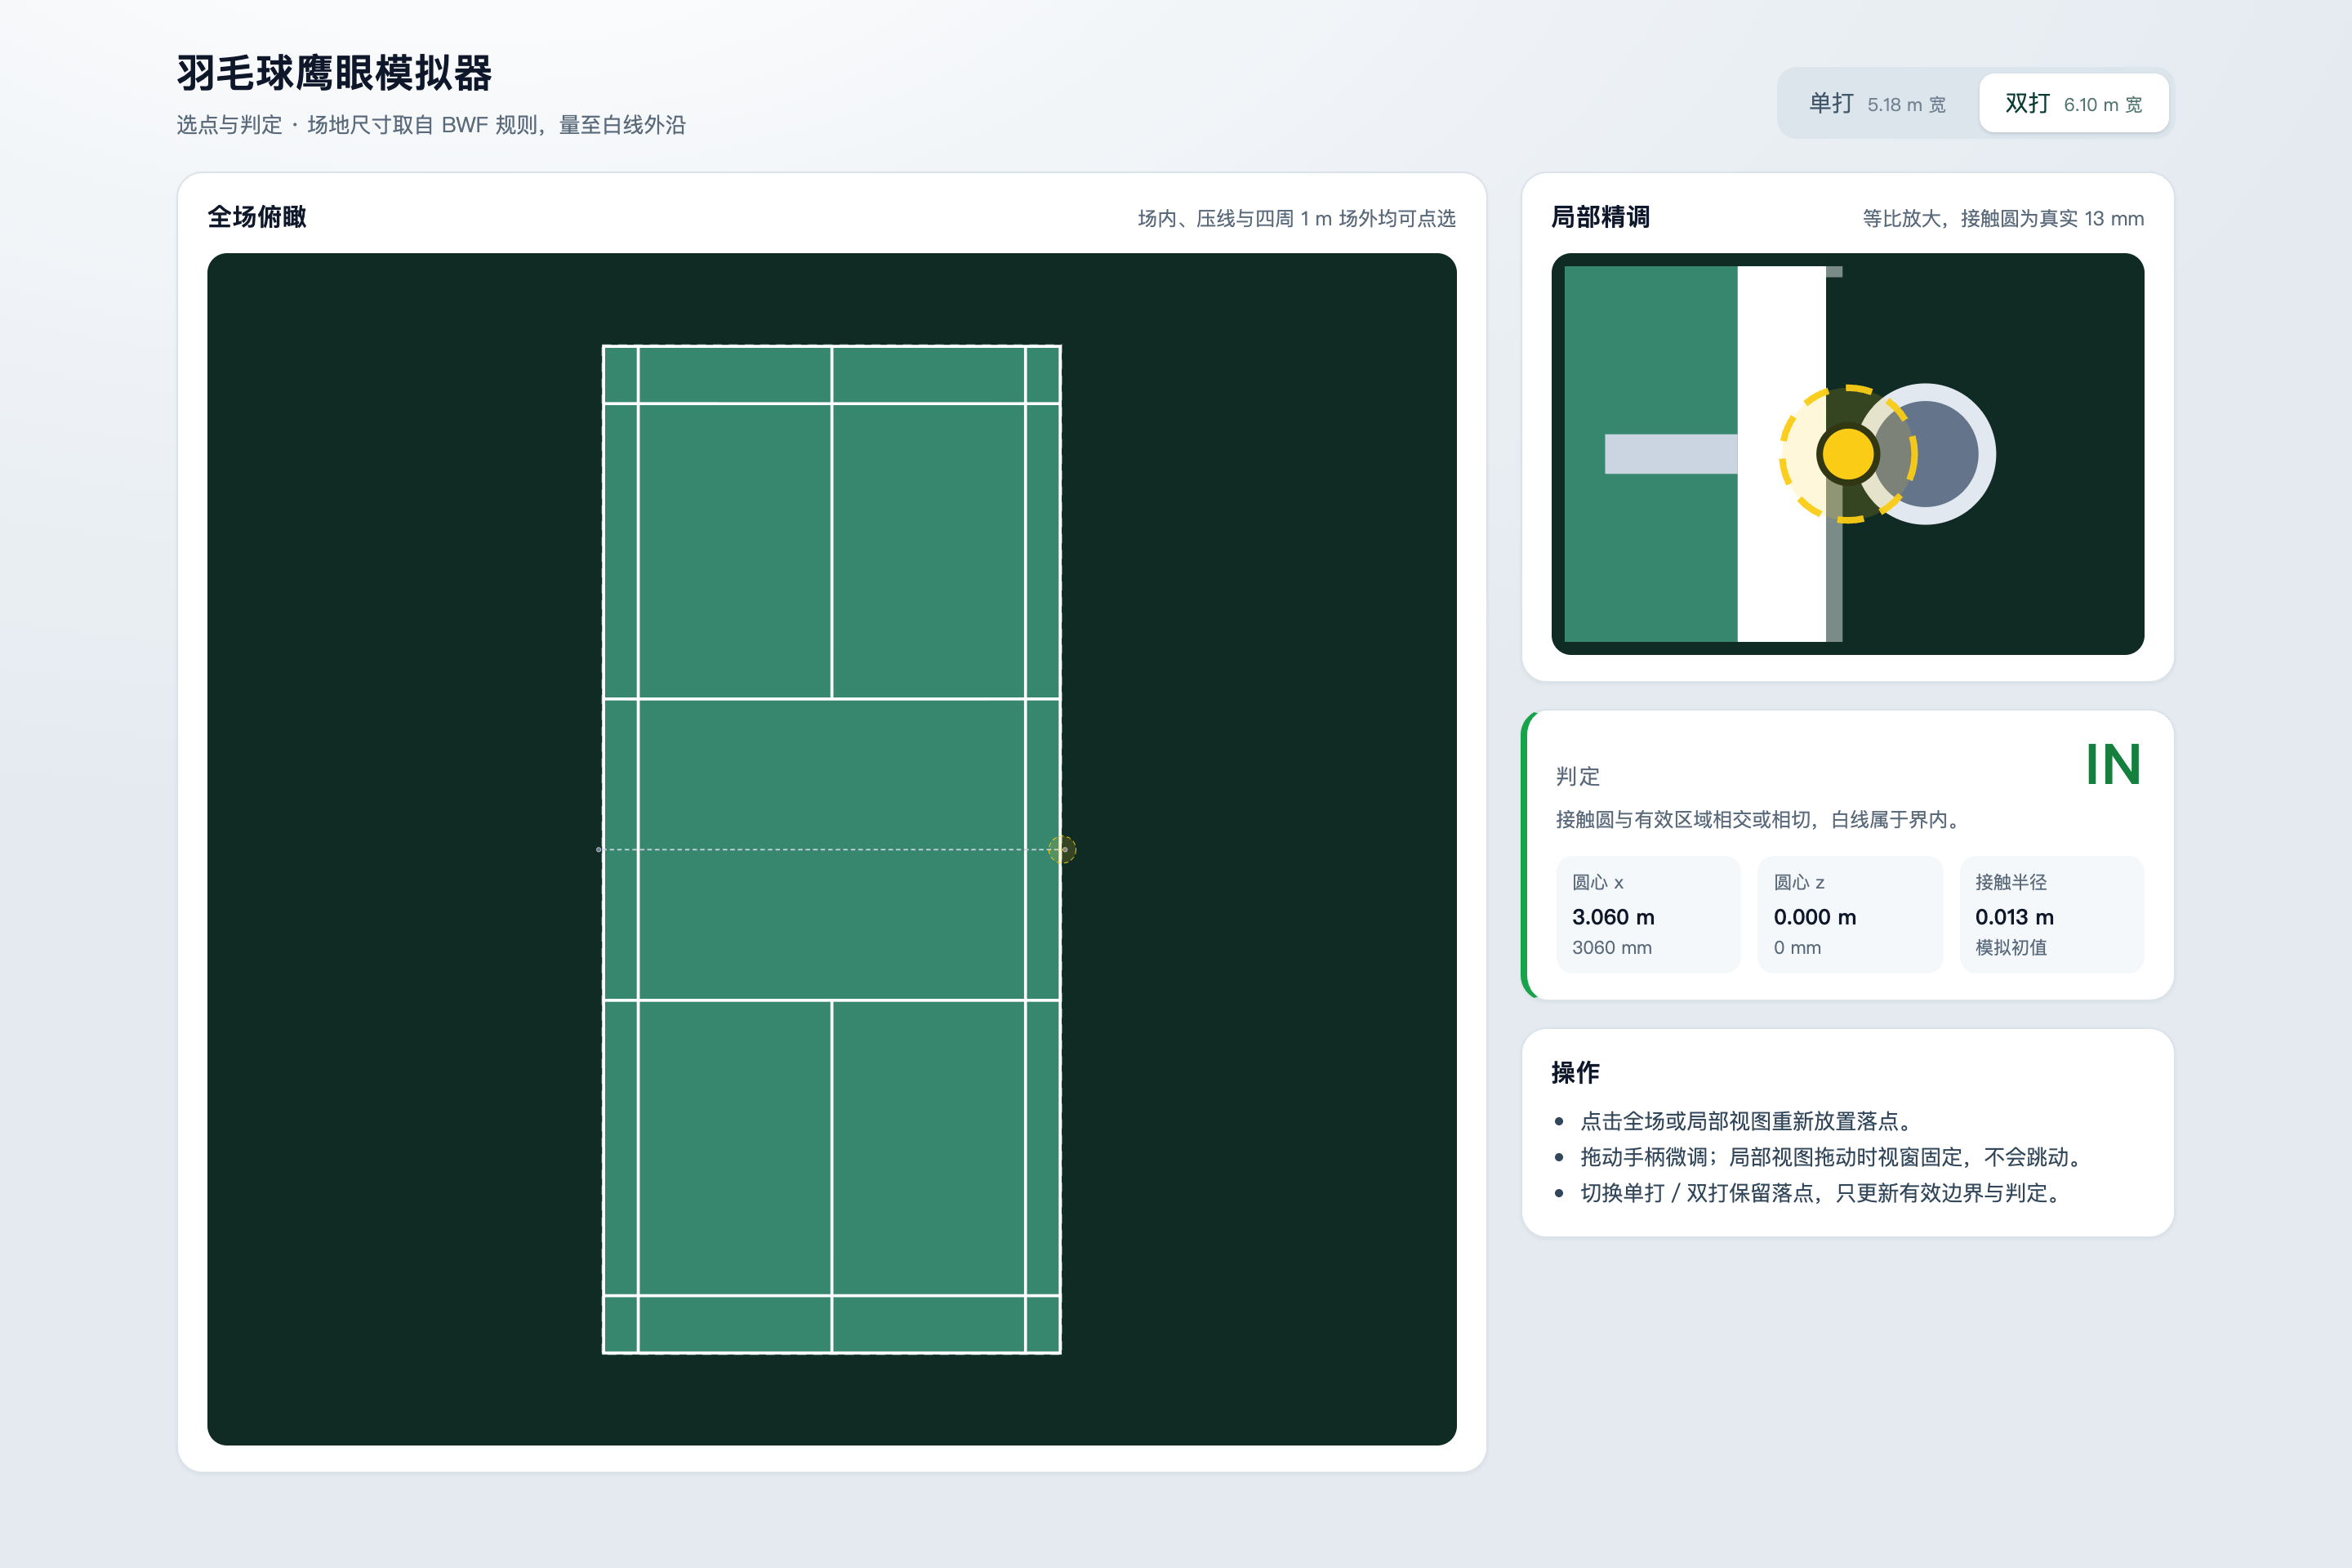 羽毛球鹰眼模拟器
选点与判定 · 场地尺寸取自 BWF 规则，量至白线外沿
单打 5.18 m 宽
双打 6.10 m 宽
全场俯瞰
场内、压线与四周 1 m 场外均可点选
局部精调
等比放大，接触圆为真实 13 mm
判定
IN
接触圆与有效区域相交或相切，白线属于界内。
圆心 x
3.060 m
3060 mm
圆心 z
0.000 m
0 mm
接触半径
0.013 m
模拟初值
操作
点击全场或局部视图重新放置落点。
拖动手柄微调；局部视图拖动时视窗固定，不会跳动。
切换单打 / 双打保留落点，只更新有效边界与判定。